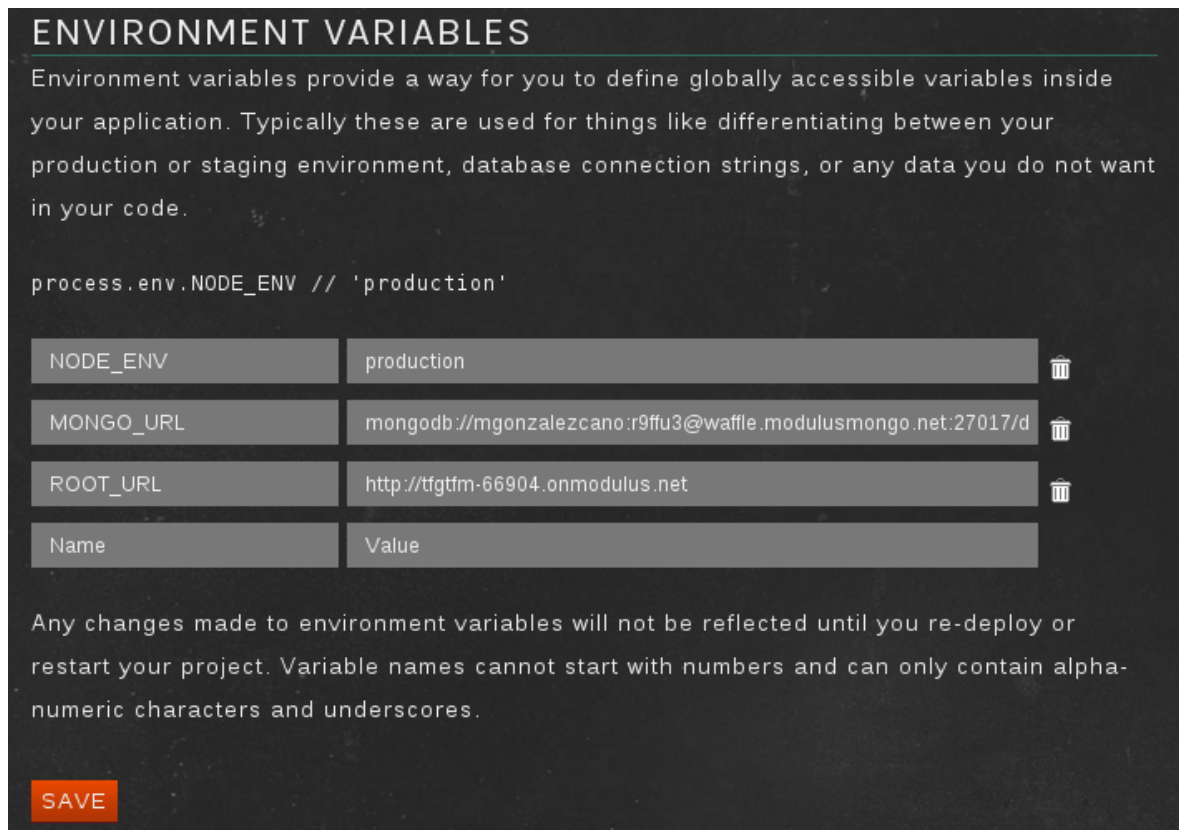 ENVIRONMENT VARIABLES
Environment variables provide a way for you to define globally accessible variables inside
your application. Typically these are used for things like differentiating between your
production or staging environment, database connection strings, or any data you do not want
in your code.
process.env.NODE_ENV // 'production'
NODE_ENV production
MONGO_URL mongodb://mgonzalezcano:r9ffu3@waffle.modulusmongo.net:27017/d
ROOT_URL http://tfgtfm-66904.onmodulus.net
Name Value
Any changes made to environment variables will not be reflected until you re-deploy or
restart your project. Variable names cannot start with numbers and can only contain alpha-
numeric characters and underscores.
SAVE